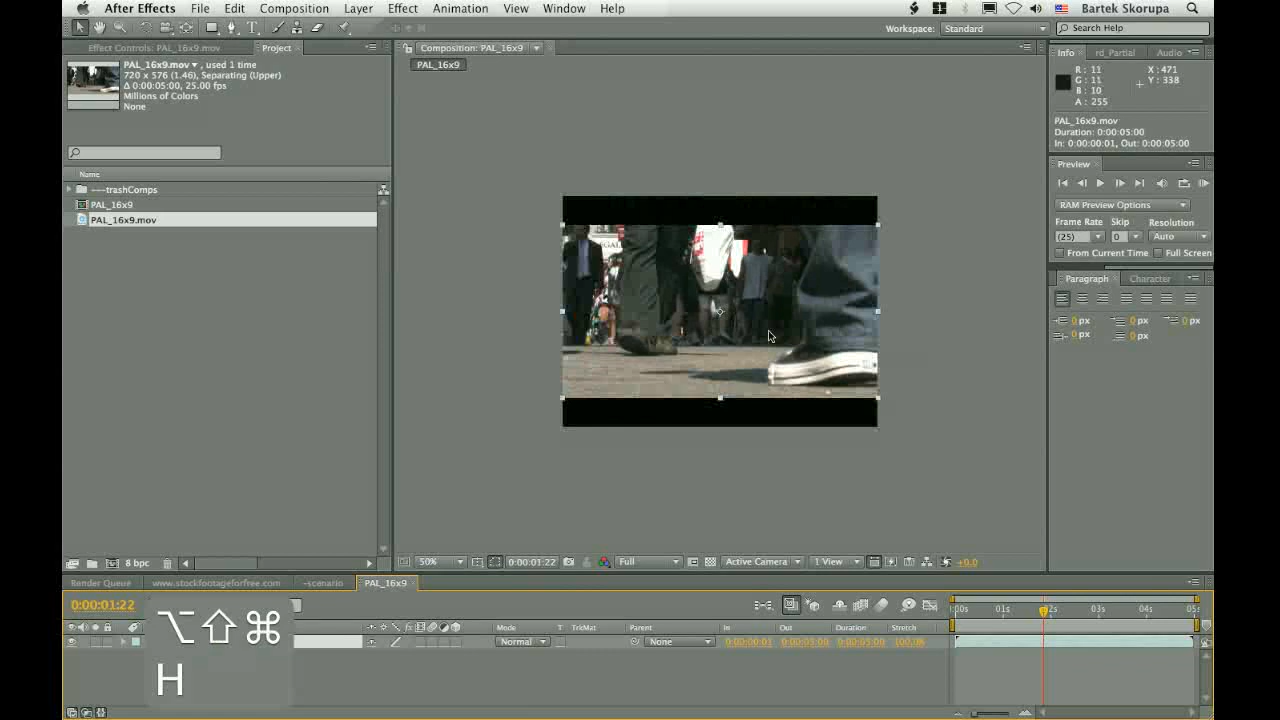 After Effects File Edit Composition Layer Effect Animation View Window Help Bartek Skorupa
Workspace: Standard Search Help
Effect Controls: PAL_16x9.mov Project Composition: PAL_16x9 Info rd_Partial Audio
PAL_16x9.mov , used 1 time
720 x 576 (1.46), Separating (Upper)
Δ 0:00:05:00, 25.00 fps
Millions of Colors
None
PAL_16x9
R : 11
G : 11
B : 10
A : 255
X : 471
Y : 338
PAL_16x9.mov
Duration: 0:00:05:00
In: 0:00:00:01, Out: 0:00:05:00
Preview
Name
---trashComps
PAL_16x9
PAL_16x9.mov
RAM Preview Options
Frame Rate Skip Resolution
(25) 0 Auto
From Current Time Full Screen
Paragraph Character
0 px 0 px 0 px
0 px 0 px
8 bpc 50% 0:00:01:22 Full Active Camera 1 View +0.0
Render Queue www.stockfootageforfree.com -scenario PAL_16x9
0:00:01:22
:00s 01s 02s 03s 04s 05s
Mode T TrkMat Parent In Out Duration Stretch
Normal None 0:00:00:01 0:00:05:00 0:00:05:00 100.0%
⌥⇧⌘
H